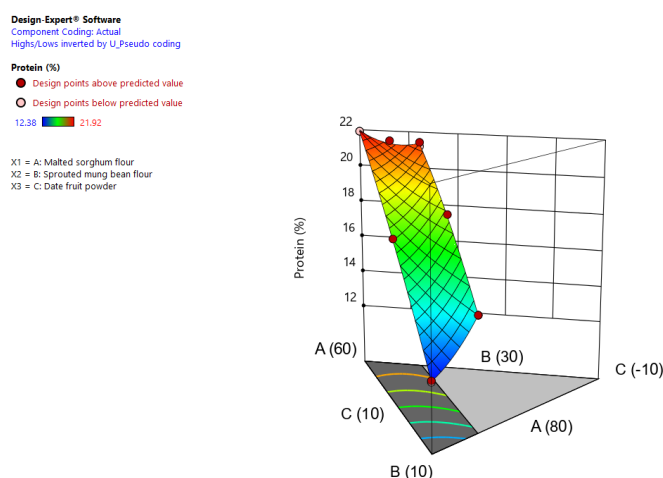 Design-Expert® Software
Component Coding: Actual
Highs/Lows inverted by U_Pseudo coding
Protein (%)
Design points above predicted value
Design points below predicted value
12.38 21.92
X1 = A: Malted sorghum flour
X2 = B: Sprouted mung bean flour
X3 = C: Date fruit powder
22
20
18
16
14
12
Protein (%)
A (60)
B (30)
C (-10)
C (10)
A (80)
B (10)